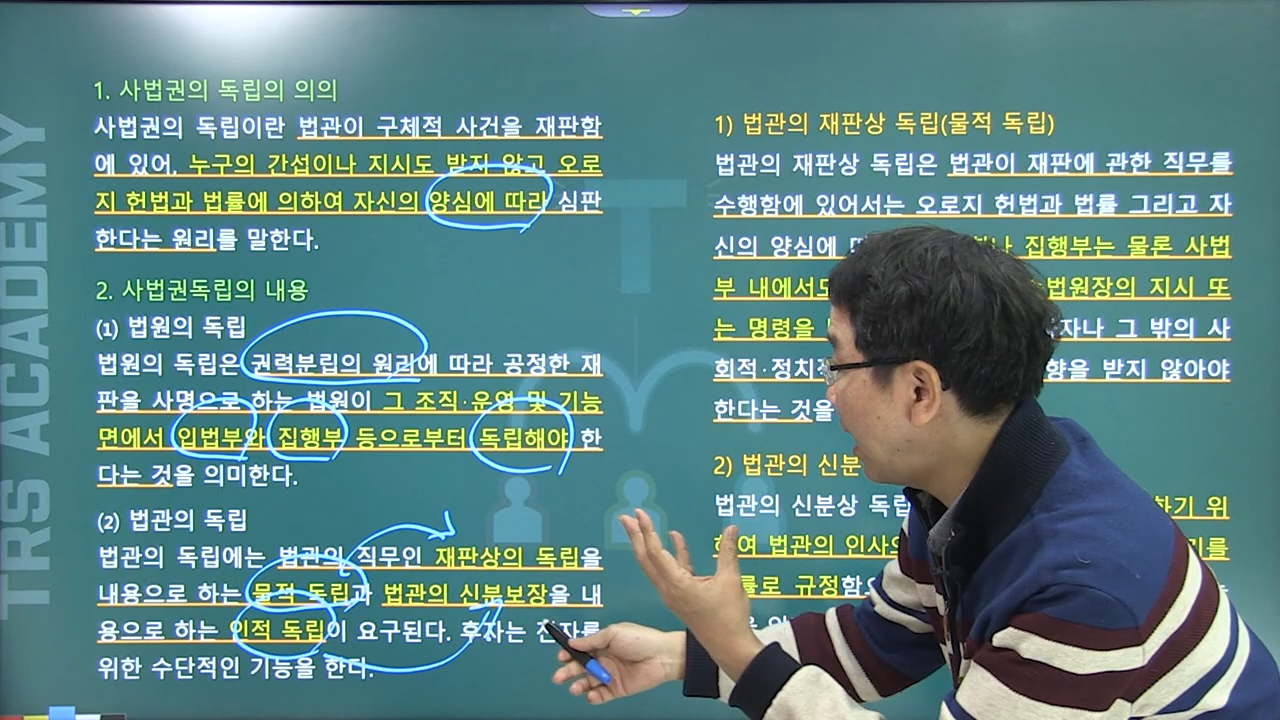 TRS ACADEMY
1. 사법권의 독립의 의의
사법권의 독립이란 법관이 구체적 사건을 재판함
에 있어, 누구의 간섭이나 지시도 받지 않고 오로
지 헌법과 법률에 의하여 자신의 양심에 따라 심판
한다는 원리를 말한다.
2. 사법권독립의 내용
(1) 법원의 독립
법원의 독립은 권력분립의 원리에 따라 공정한 재
판을 사명으로 하는 법원이 그 조직·운영 및 기능
면에서 입법부와 집행부 등으로부터 독립해야 한
다는 것을 의미한다.
(2) 법관의 독립
법관의 독립에는 법관의 직무인 재판상의 독립을
내용으로 하는 물적 독립과 법관의 신분보장을 내
용으로 하는 인적 독립이 요구된다. 후자는 전자를
위한 수단적인 기능을 한다.
1) 법관의 재판상 독립(물적 독립)
법관의 재판상 독립은 법관이 재판에 관한 직무를
수행함에 있어서는 오로지 헌법과 법률 그리고 자
신의 양심에 집행부는 물론 사법
부 내에서도 법원장의 지시 또
는 명령을 그 밖의 사
회적·정치적 받지 않아야
한다는 것을
2) 법관의 신분
법관의 신분상 독립 위
하여 법관의 인사
법률로 규정함